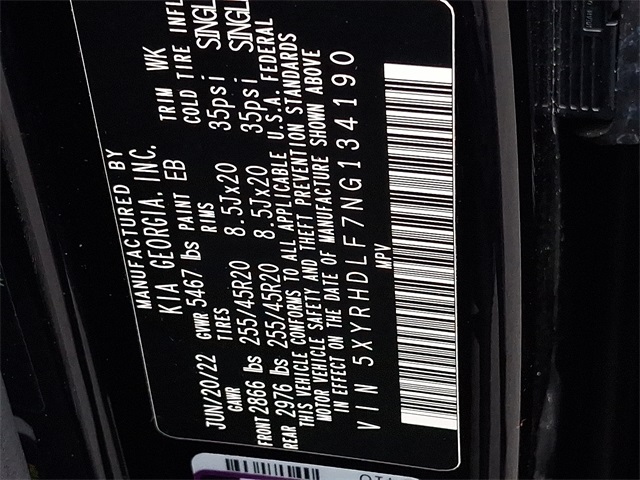 MANUFACTURED BY
KIA GEORGIA, INC.
JUN/20/22 GVWR 5467 lbs PAINT EB TRIM WK
GAWR TIRES RIMS COLD TIRE INFL
FRONT 2866 lbs 255/45R20 8.5Jx20 35psi SINGL
REAR 2976 lbs 255/45R20 8.5Jx20 35psi SINGL
THIS VEHICLE CONFORMS TO ALL APPLICABLE U.S.A. FEDERAL
MOTOR VEHICLE SAFETY AND THEFT PREVENTION STANDARDS
IN EFFECT ON THE DATE OF MANUFACTURE SHOWN ABOVE
VIN 5XYRHDLF7NG134190
MPV